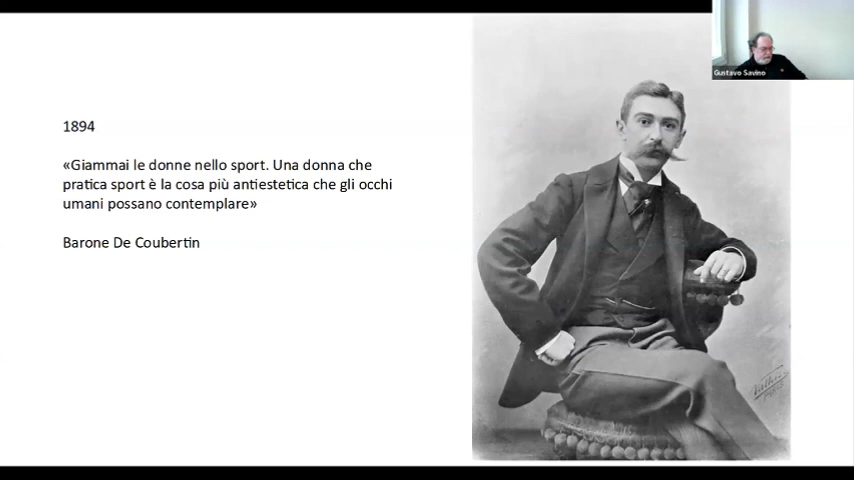 Gustavo Savino
1894
«Giammai le donne nello sport. Una donna che
pratica sport è la cosa più antiestetica che gli occhi
umani possano contemplare»
Barone De Coubertin